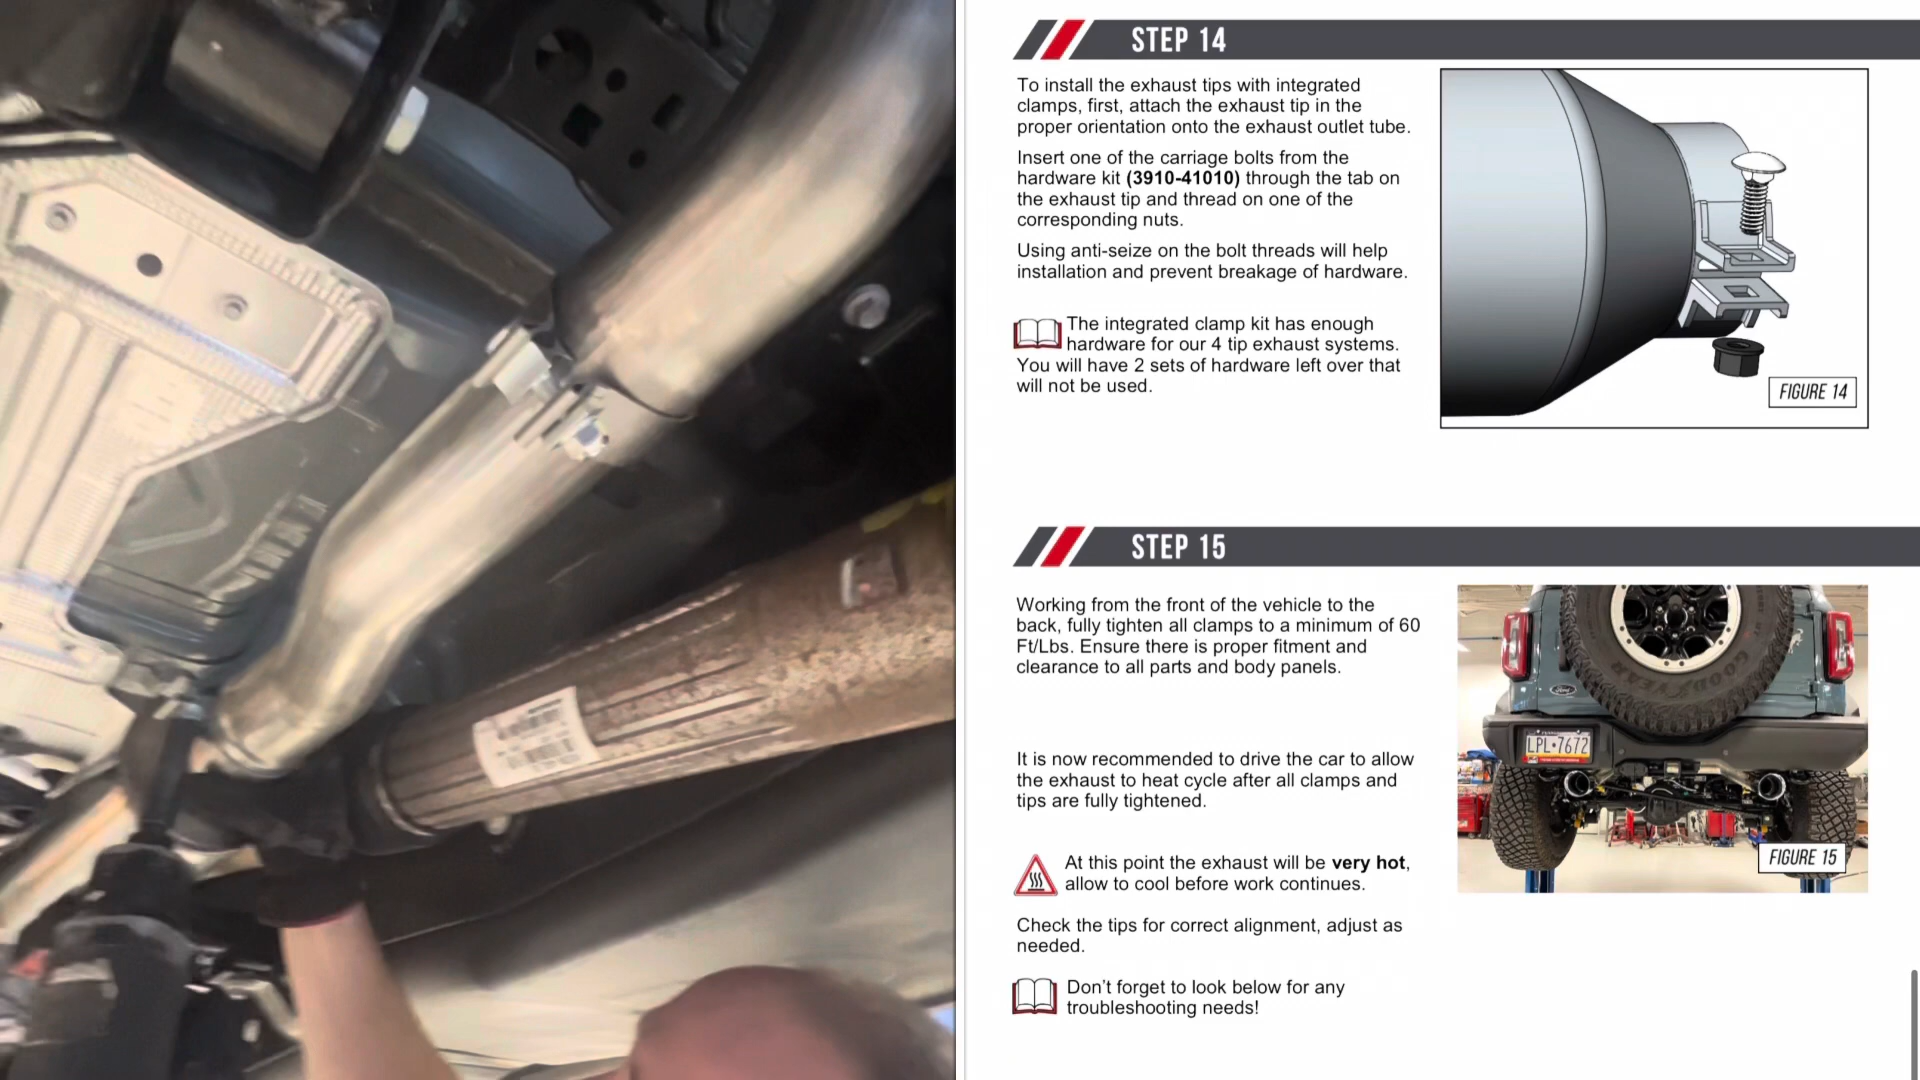 STEP 14
To install the exhaust tips with integrated
clamps, first, attach the exhaust tip in the
proper orientation onto the exhaust outlet tube.
Insert one of the carriage bolts from the
hardware kit (3910-41010) through the tab on
the exhaust tip and thread on one of the
corresponding nuts.
Using anti-seize on the bolt threads will help
installation and prevent breakage of hardware.
The integrated clamp kit has enough
hardware for our 4 tip exhaust systems.
You will have 2 sets of hardware left over that
will not be used.
FIGURE 14
STEP 15
Working from the front of the vehicle to the
back, fully tighten all clamps to a minimum of 60
Ft/Lbs. Ensure there is proper fitment and
clearance to all parts and body panels.
It is now recommended to drive the car to allow
the exhaust to heat cycle after all clamps and
tips are fully tightened.
At this point the exhaust will be very hot,
allow to cool before work continues.
Check the tips for correct alignment, adjust as
needed.
Don't forget to look below for any
troubleshooting needs!
GOODYEAR
Ford
LPL•7672
FIGURE 15